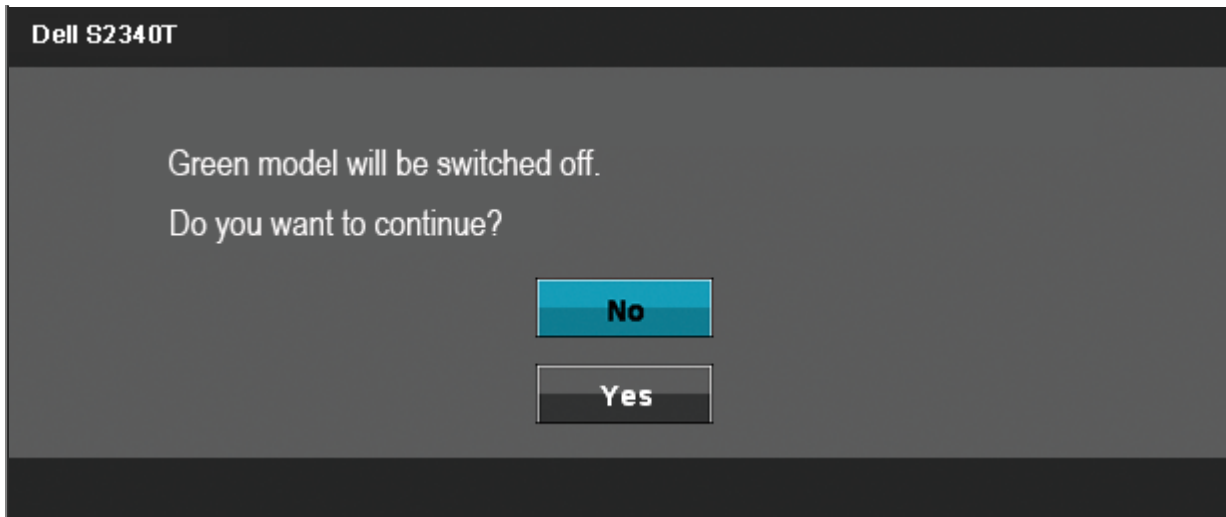 Dell S2340T
Green model will be switched off.
Do you want to continue?
No
Yes